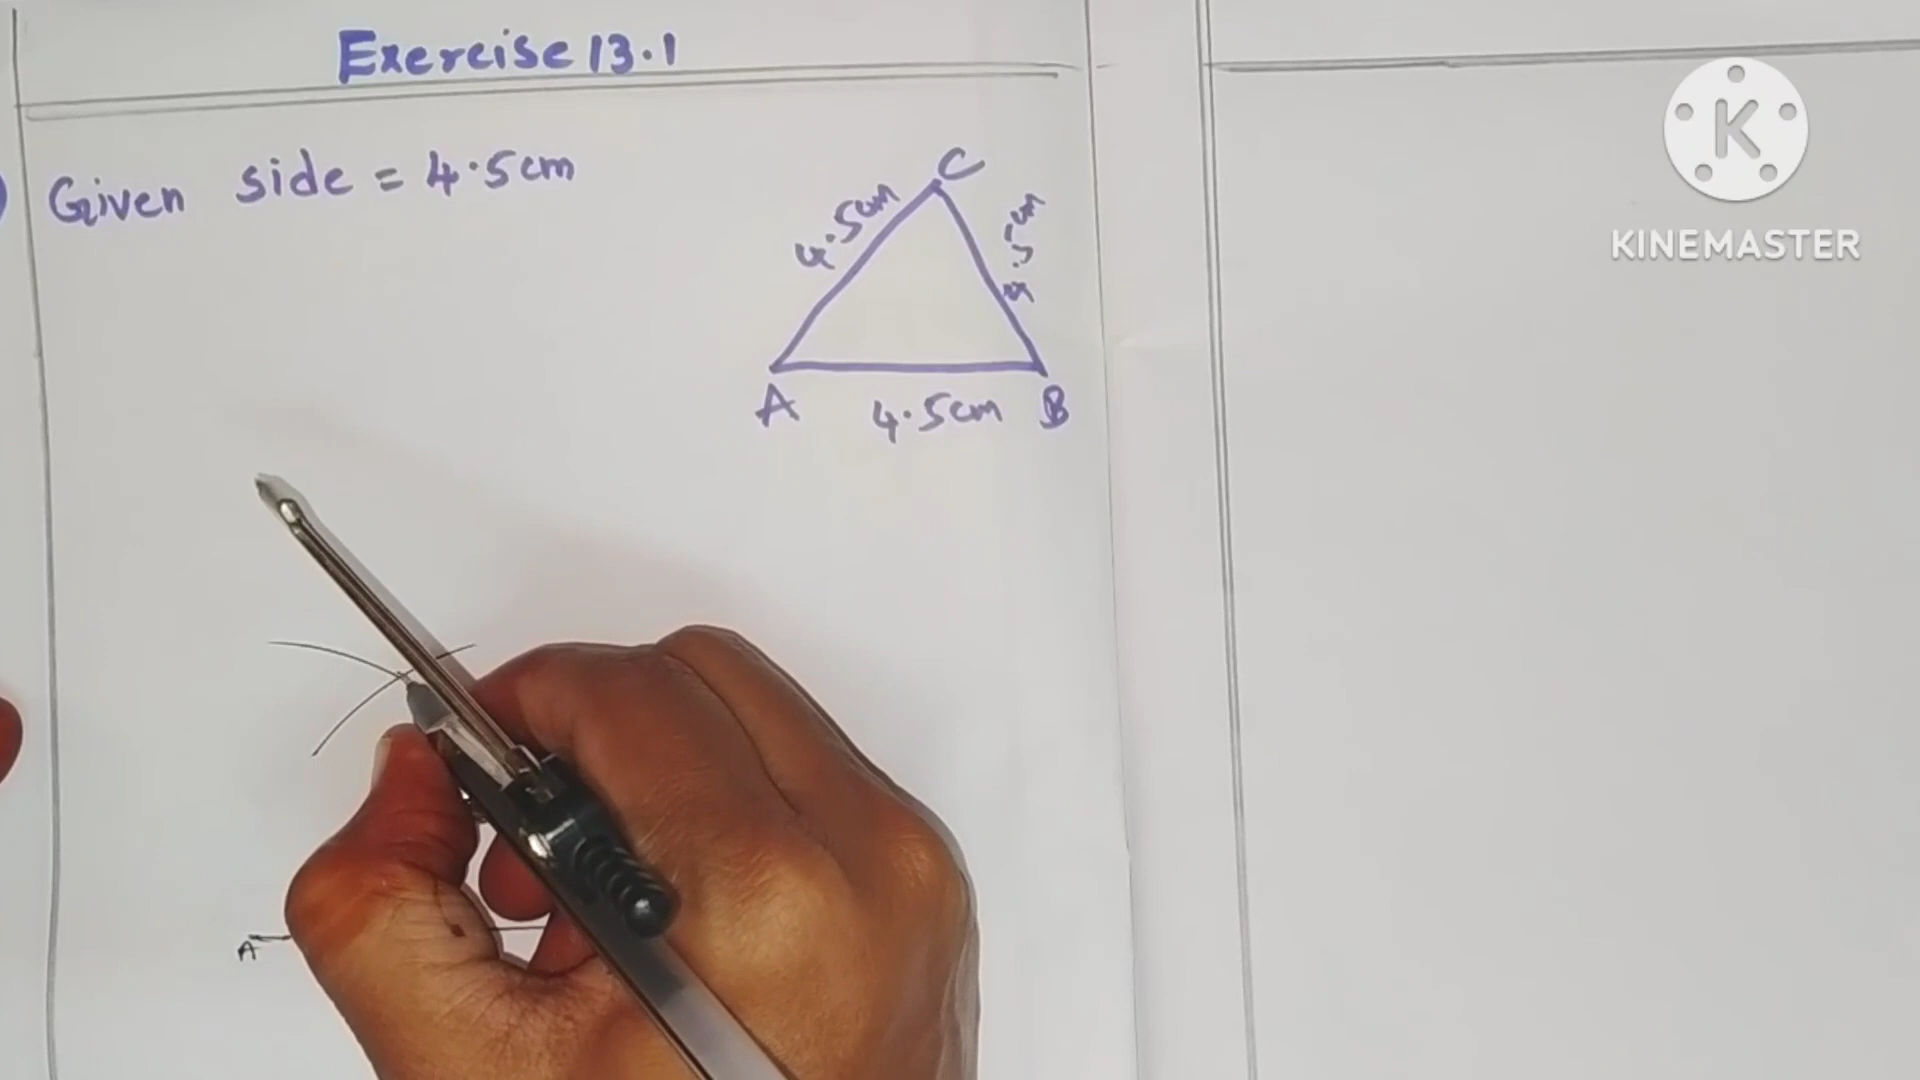 Exercise 13.1
Given side = 4.5cm
C
4.5cm
4.5cm
A 4.5cm B
A
K
KINEMASTER